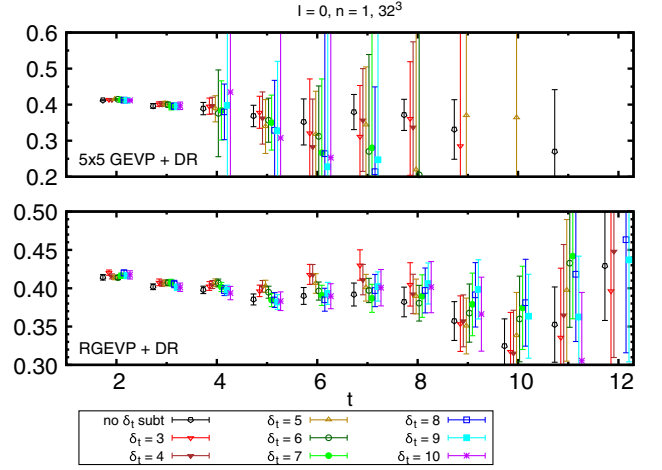 I = 0, n = 1, 32³
0.6
0.5
0.4
0.3
0.2
5x5 GEVP + DR
0.50
0.45
0.40
0.35
0.30
RGEVP + DR
2 4 6 8 10 12
t
no δt subt δt = 5 δt = 8
δt = 3 δt = 6 δt = 9
δt = 4 δt = 7 δt = 10